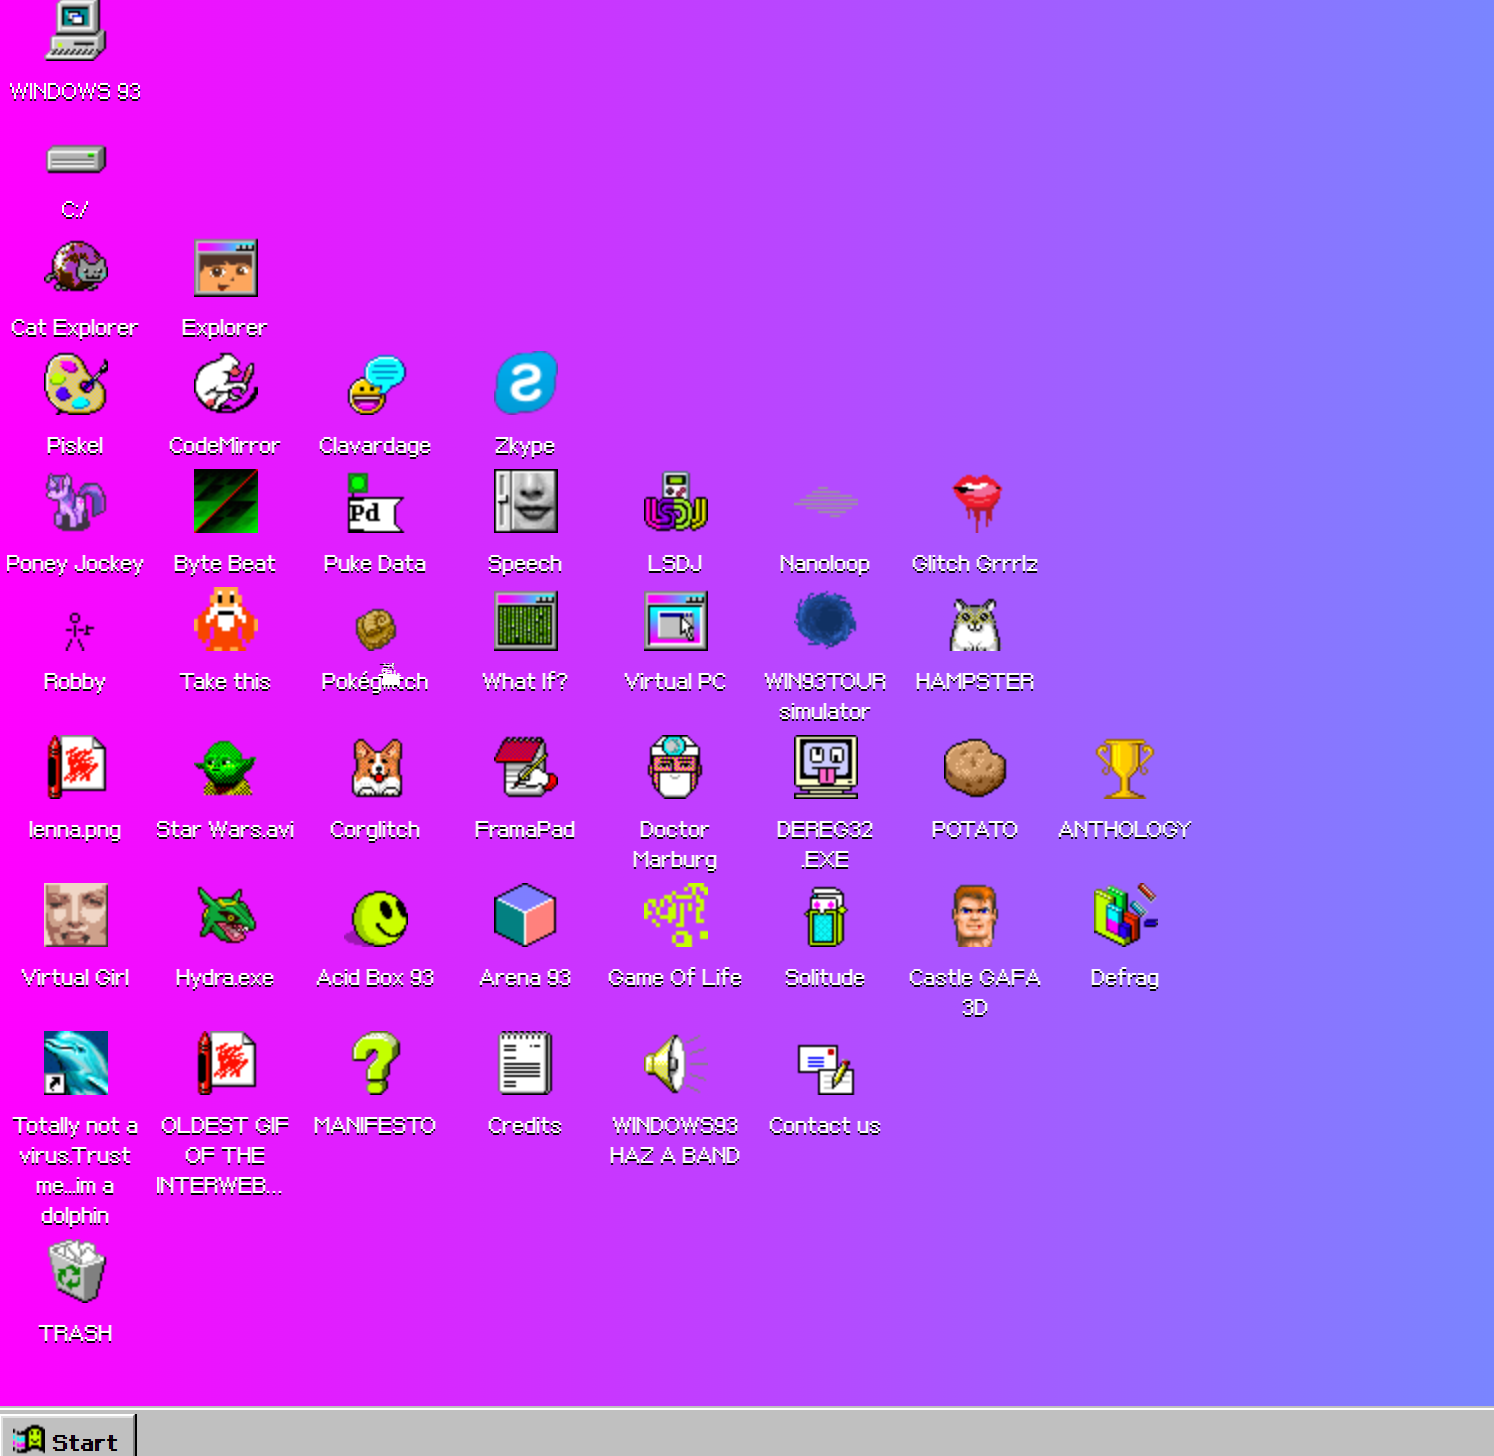 WINDOWS 93
C:/
Cat Explorer
Explorer
Piskel
CodeMirror
Clavardage
Zkype
Pd
LSDJ
Poney Jockey
Byte Beat
Puke Data
Speech
LSDJ
Nanoloop
Glitch Grrrlz
Robby
Take this
Pokéglitch
What If?
Virtual PC
WIN93TOUR
simulator
HAMPSTER
lenna.png
Star Wars.avi
Corglitch
FramaPad
Doctor
Marburg
DEREG32
.EXE
POTATO
ANTHOLOGY
Virtual Girl
Hydra.exe
Acid Box 93
Arena 93
Game Of Life
Solitude
Castle GAFA
3D
Defrag
Totally not a
virus.Trust
me...im a
dolphin
OLDEST GIF
OF THE
INTERWEB...
MANIFESTO
Credits
WINDOWS93
HAZ A BAND
Contact us
TRASH
Start